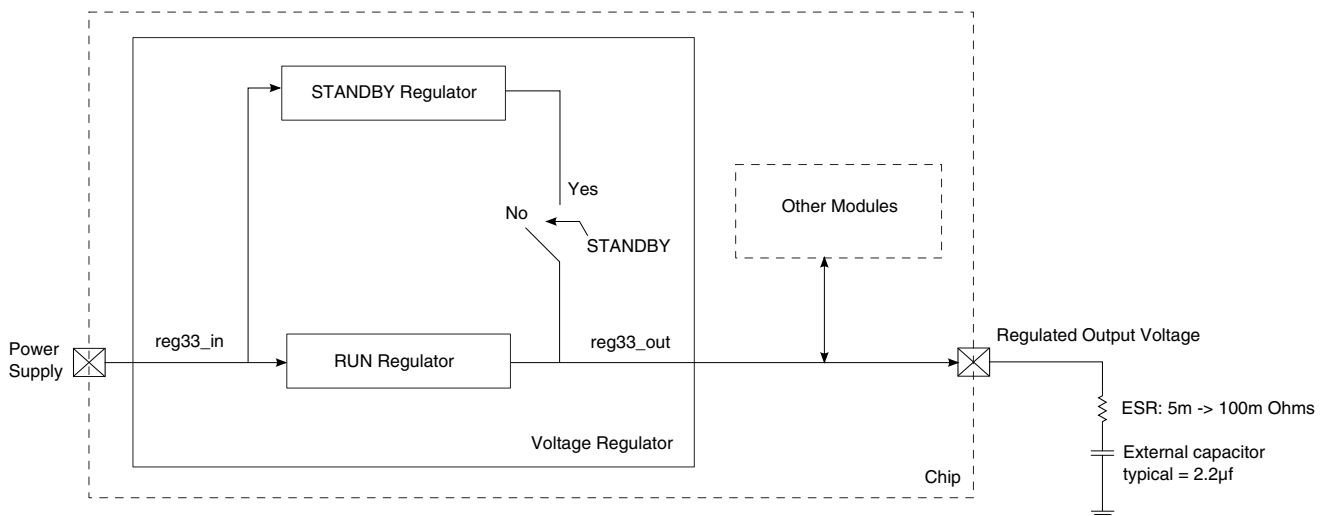 STANDBY Regulator
Yes
No
STANDBY
Other Modules
Power
Supply
reg33_in
RUN Regulator
reg33_out
Regulated Output Voltage
ESR: 5m -> 100m Ohms
Voltage Regulator
External capacitor
typical = 2.2µf
Chip